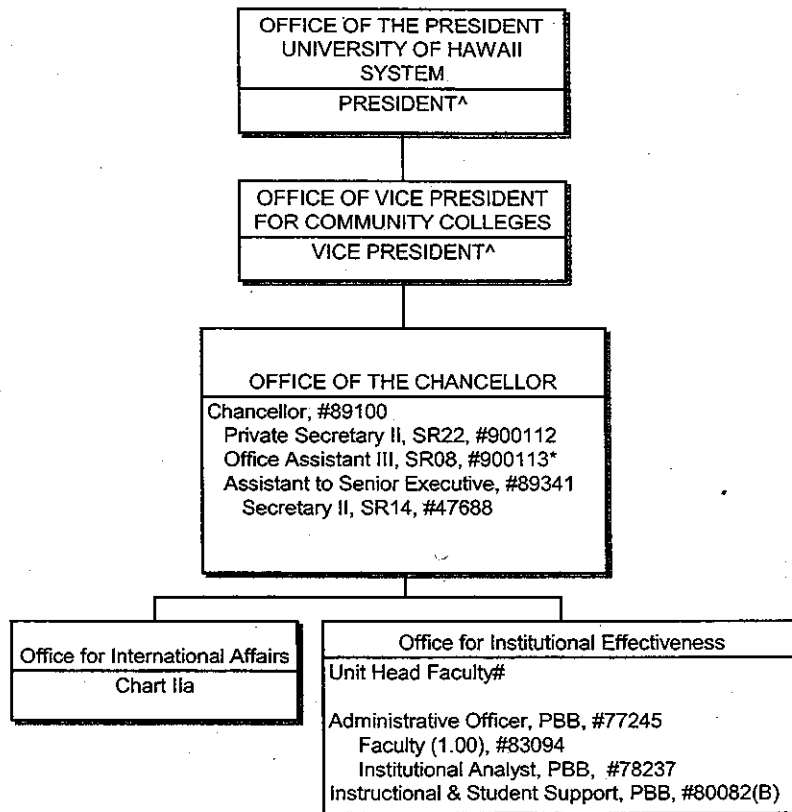 OFFICE OF THE PRESIDENT
UNIVERSITY OF HAWAII
SYSTEM
PRESIDENT^
OFFICE OF VICE PRESIDENT
FOR COMMUNITY COLLEGES
VICE PRESIDENT^
OFFICE OF THE CHANCELLOR
Chancellor, #89100
Private Secretary II, SR22, #900112
Office Assistant III, SR08, #900113*
Assistant to Senior Executive, #89341
Secretary II, SR14, #47688
Office for International Affairs
Chart IIa
Office for Institutional Effectiveness
Unit Head Faculty#
Administrative Officer, PBB, #77245
Faculty (1.00), #83094
Institutional Analyst, PBB, #78237
Instructional & Student Support, PBB, #80082(B)